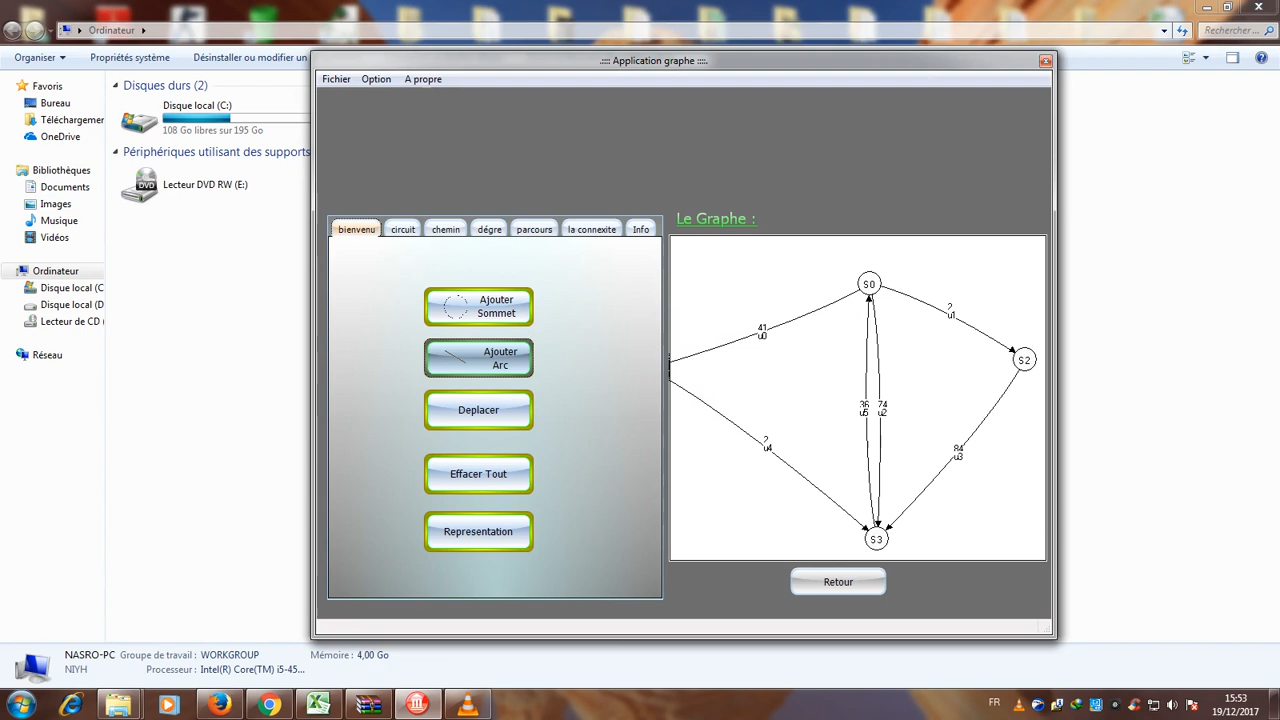 Ordinateur
Rechercher...
Organiser
Propriétés système
Désinstaller ou modifier un
.:::: Application graphe ::::.
Fichier
Option
A propre
Favoris
Bureau
Téléchargemer
OneDrive
Bibliothèques
Documents
Images
Musique
Vidéos
Ordinateur
Disque local (C
Disque local (D
Lecteur de CD (
Réseau
Disques durs (2)
Disque local (C:)
108 Go libres sur 195 Go
Périphériques utilisant des supports
DVD
Lecteur DVD RW (E:)
bienvenu
circuit
chemin
dégre
parcours
la connexite
Info
Ajouter
Sommet
Ajouter
Arc
Deplacer
Effacer Tout
Representation
Le Graphe :
S0
41
u0
2
u1
S2
36
u5
74
u2
2
u4
84
u3
S3
Retour
NASRO-PC
Groupe de travail : WORKGROUP
Mémoire : 4,00 Go
NIYH
Processeur : Intel(R) Core(TM) i5-45...
FR
15:53
19/12/2017